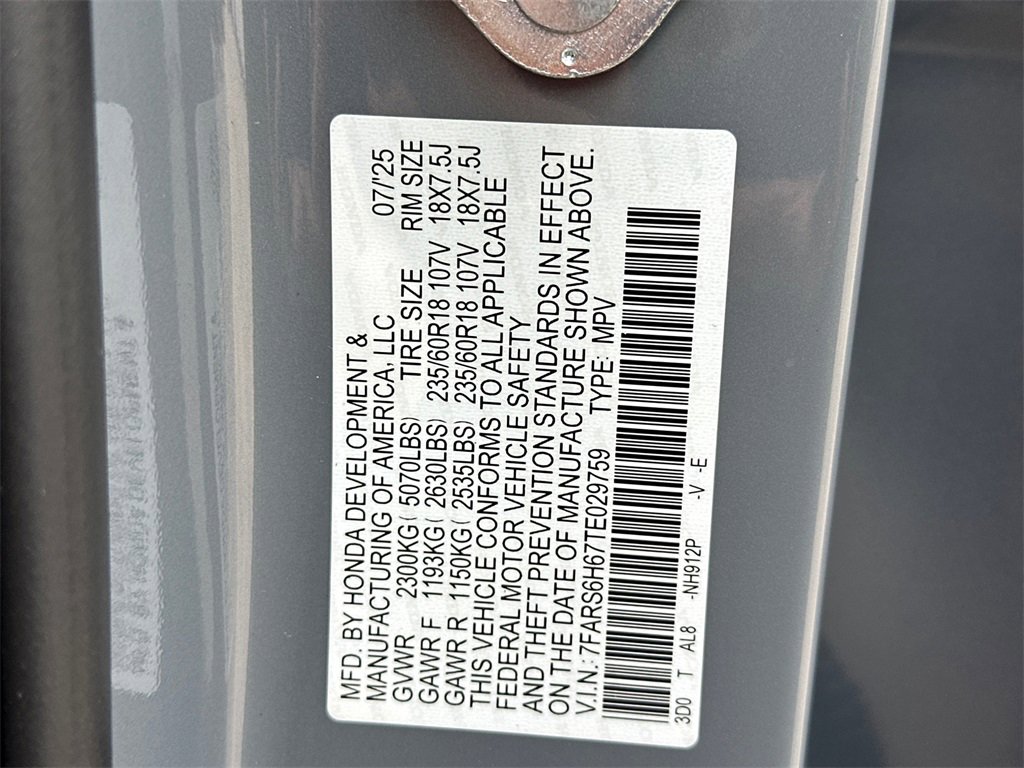 MFD. BY HONDA DEVELOPMENT & 07/25
MANUFACTURING OF AMERICA, LLC
GVWR 2300KG ( 5070LBS) TIRE SIZE RIM SIZE
GAWR F 1193KG ( 2630LBS) 235/60R18 107V 18X7.5J
GAWR R 1150KG ( 2535LBS) 235/60R18 107V 18X7.5J
THIS VEHICLE CONFORMS TO ALL APPLICABLE
FEDERAL MOTOR VEHICLE SAFETY
AND THEFT PREVENTION STANDARDS IN EFFECT
ON THE DATE OF MANUFACTURE SHOWN ABOVE.
V.I.N.: 7FARS6H67TE029759 TYPE: MPV
3D0 T AL8 -NH912P -V -E